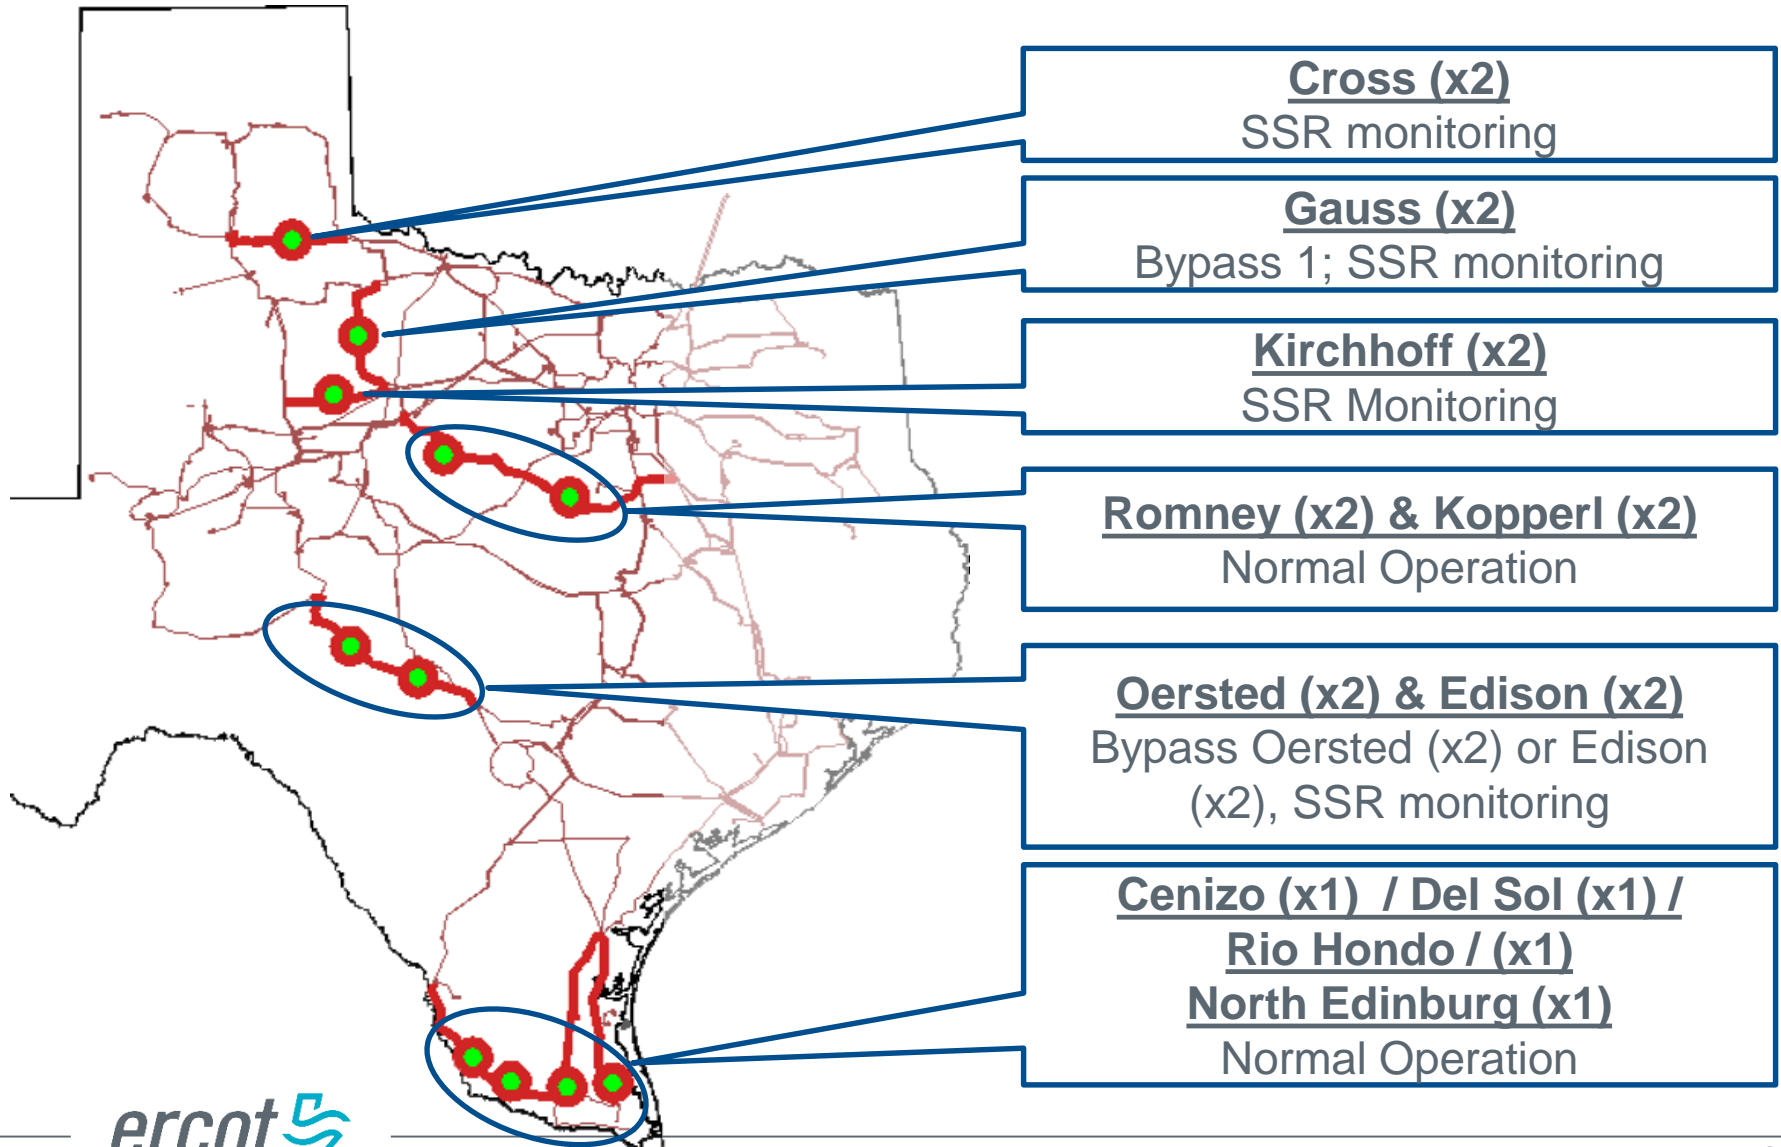 Cross (x2)
SSR monitoring
Gauss (x2)
Bypass 1; SSR monitoring
Kirchhoff (x2)
SSR Monitoring
Romney (x2) & Kopperl (x2)
Normal Operation
Oersted (x2) & Edison (x2)
Bypass Oersted (x2) or Edison
(x2), SSR monitoring
Cenizo (x1) / Del Sol (x1) /
Rio Hondo / (x1)
North Edinburg (x1)
Normal Operation
ercot